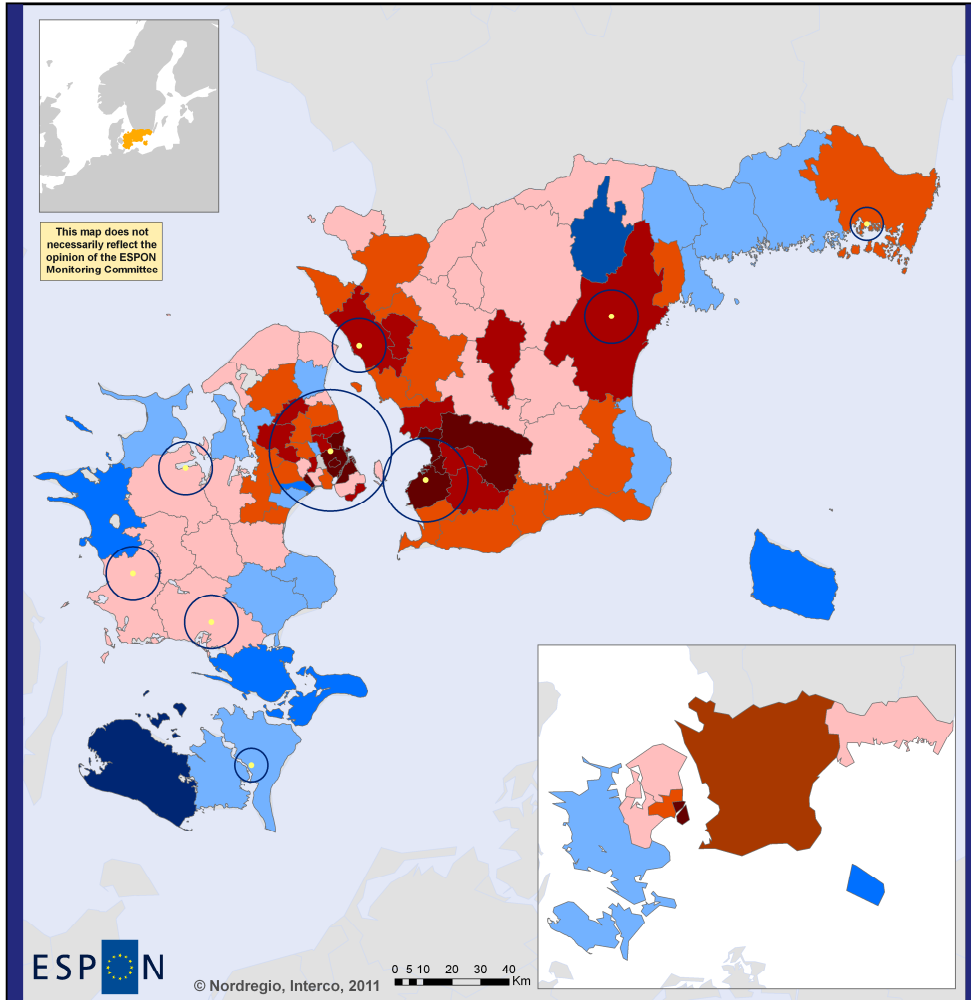 This map does not
necessarily reflect the
opinion of the ESPON
Monitoring Committee
ESPON
© Nordregio, Interco, 2011
0 5 10 20 30 40
Km